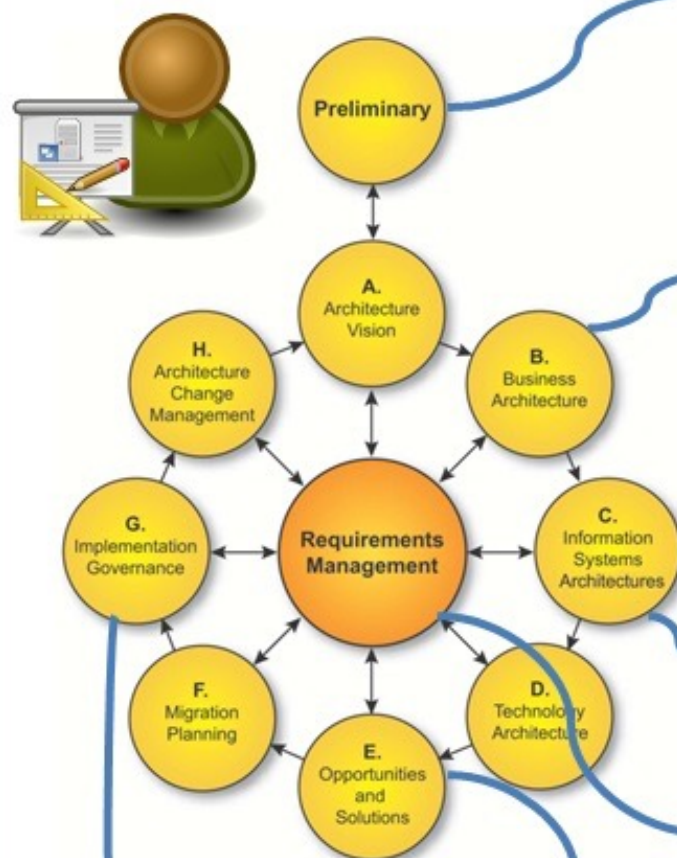 Preliminary
A.
Architecture
Vision
B.
Business
Architecture
C.
Information
Systems
Architectures
D.
Technology
Architecture
E.
Opportunities
and
Solutions
F.
Migration
Planning
G.
Implementation
Governance
H.
Architecture
Change
Management
Requirements
Management